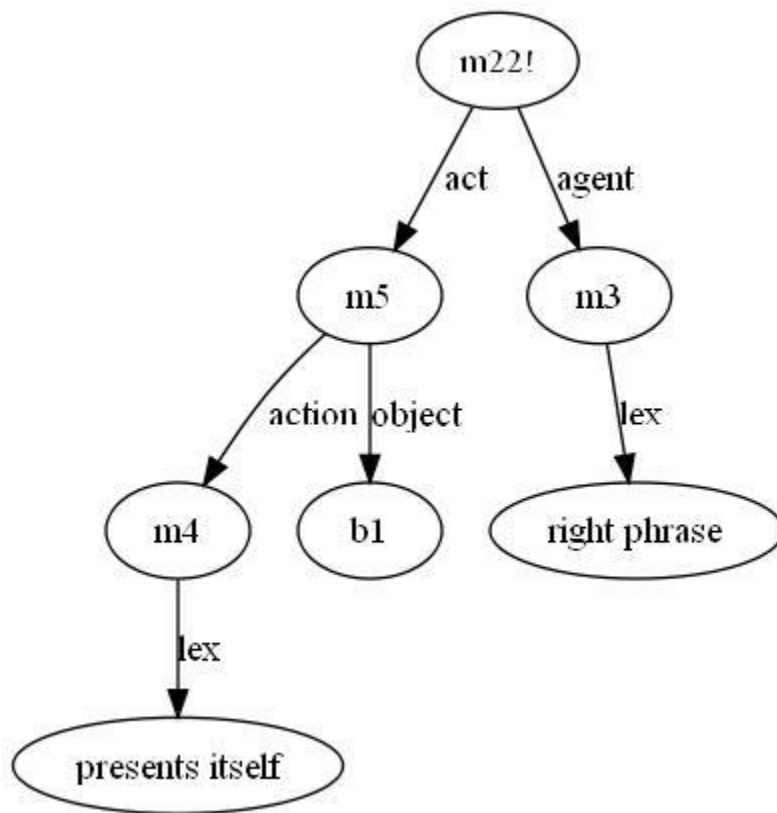 m22!
act agent
m5 m3
action object lex
m4 b1 right phrase
lex
presents itself